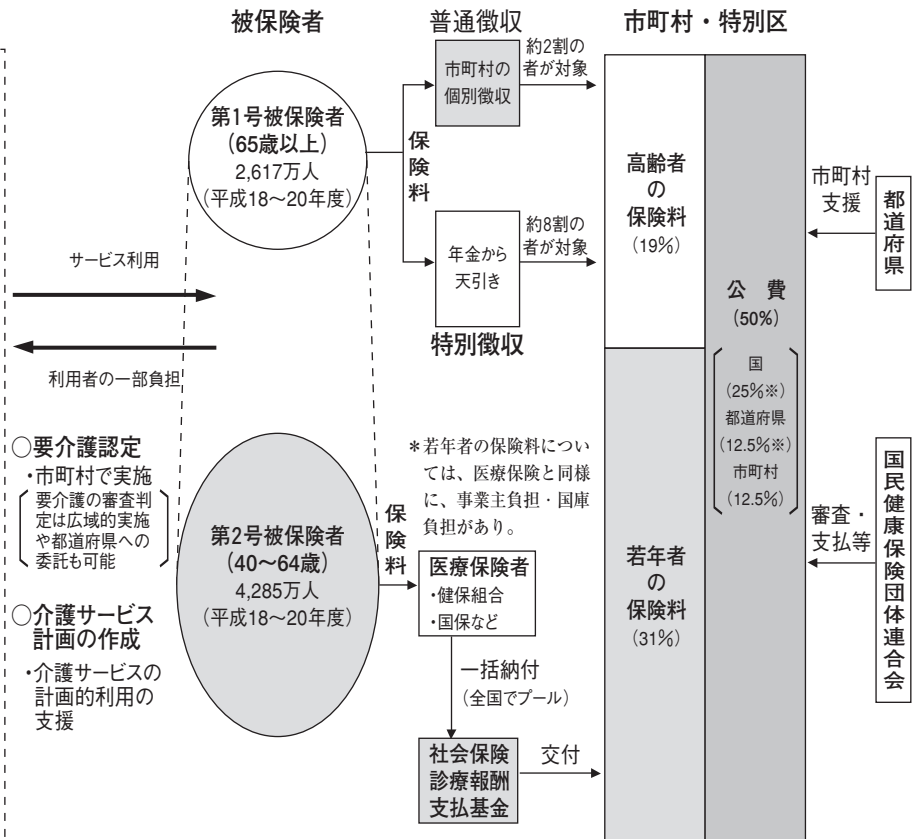 被保険者
普通徴収
市町村・特別区
第1号被保険者
(65歳以上)
2,617万人
(平成18〜20年度)
保険料
市町村の
個別徴収
約2割の
者が対象
年金から
天引き
約8割の
者が対象
特別徴収
高齢者
の
保険料
(19%)
公 費
(50%)
国
(25%※)
都道府県
(12.5%※)
市町村
(12.5%)
市町村
支援
都道府県
サービス利用
利用者の一部負担
○要介護認定
・市町村で実施
要介護の審査判
定は広域的実施
や都道府県への
委託も可能
○介護サービス
計画の作成
・介護サービスの
計画的利用の
支援
第2号被保険者
(40〜64歳)
4,285万人
(平成18〜20年度)
保険料
*若年者の保険料につい
ては、医療保険と同様
に、事業主負担・国庫
負担があり。
医療保険者
・健保組合
・国保など
一括納付
(全国でプール)
社会保険
診療報酬
支払基金
交付
若年者
の
保険料
(31%)
審査・
支払等
国民健康保険団体連合会